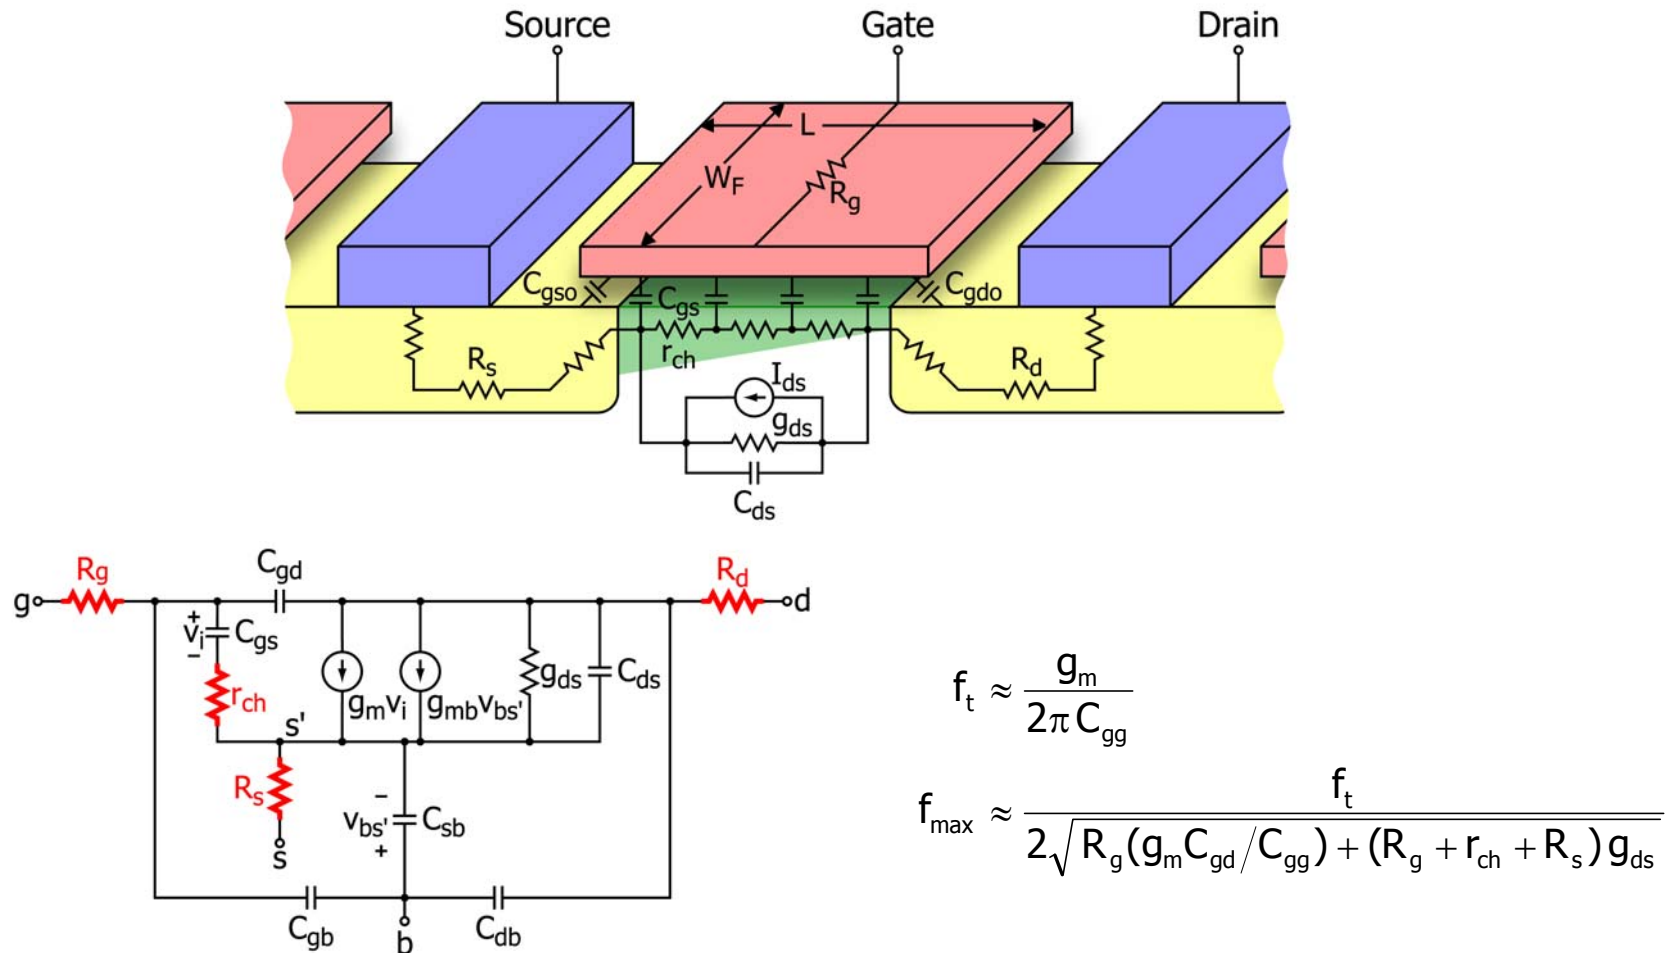 Source Gate Drain
L
W_F
R_g
C_gso C_gs C_gdo
r_ch
R_s R_d
I_ds
g_ds
C_ds
R_g C_gd R_d
g d
+
v_i C_gs
−
r_ch g_m v_i g_mb v_bs' g_ds C_ds
s'
R_s
−
v_bs' C_sb
+
s
C_gb b C_db
f_t ≈ g_m / 2π C_gg
f_max ≈ f_t / 2√(R_g (g_m C_gd / C_gg) + (R_g + r_ch + R_s) g_ds)